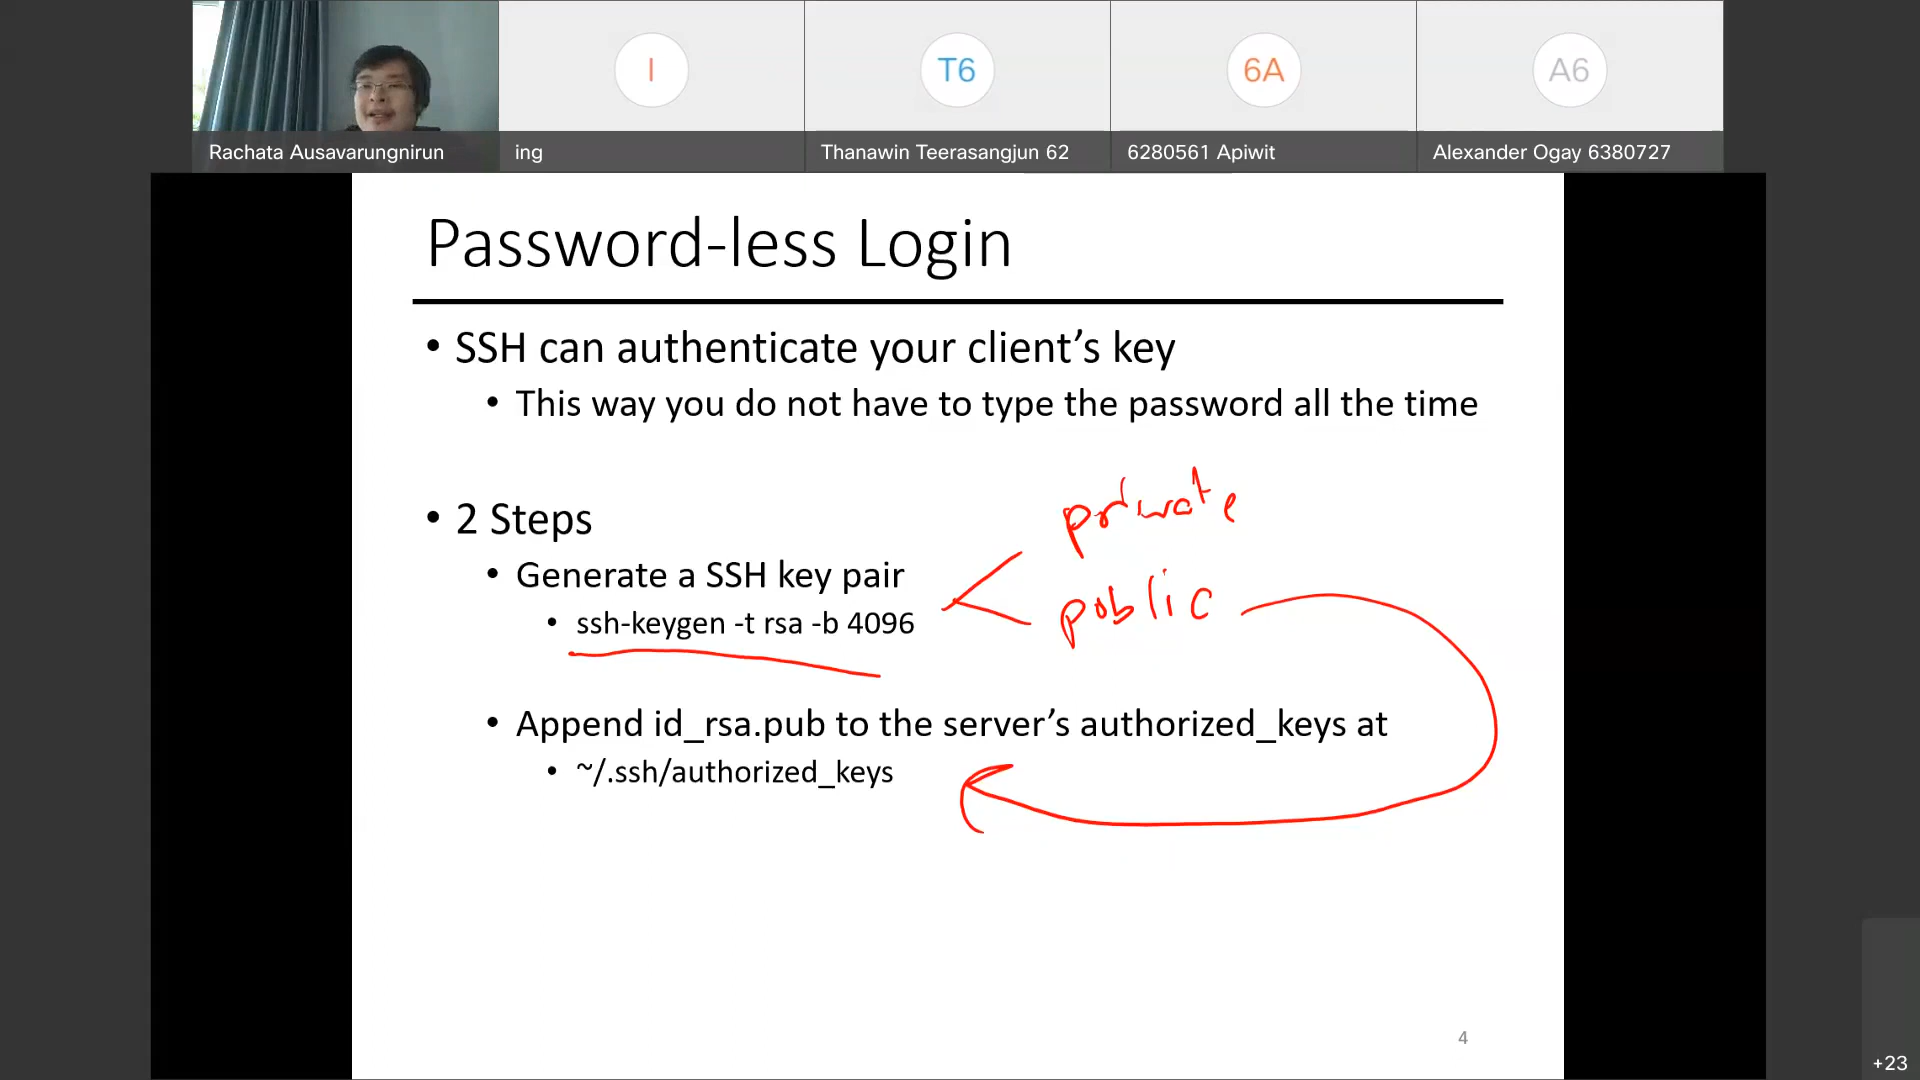 I
T6
6A
A6
Rachata Ausavarungnirun
ing
Thanawin Teerasangjun 62
6280561 Apiwit
Alexander Ogay 6380727
Password-less Login
• SSH can authenticate your client’s key
• This way you do not have to type the password all the time
private
• 2 Steps
• Generate a SSH key pair
public
• ssh-keygen -t rsa -b 4096
• Append id_rsa.pub to the server’s authorized_keys at
• ~/.ssh/authorized_keys
4
+23